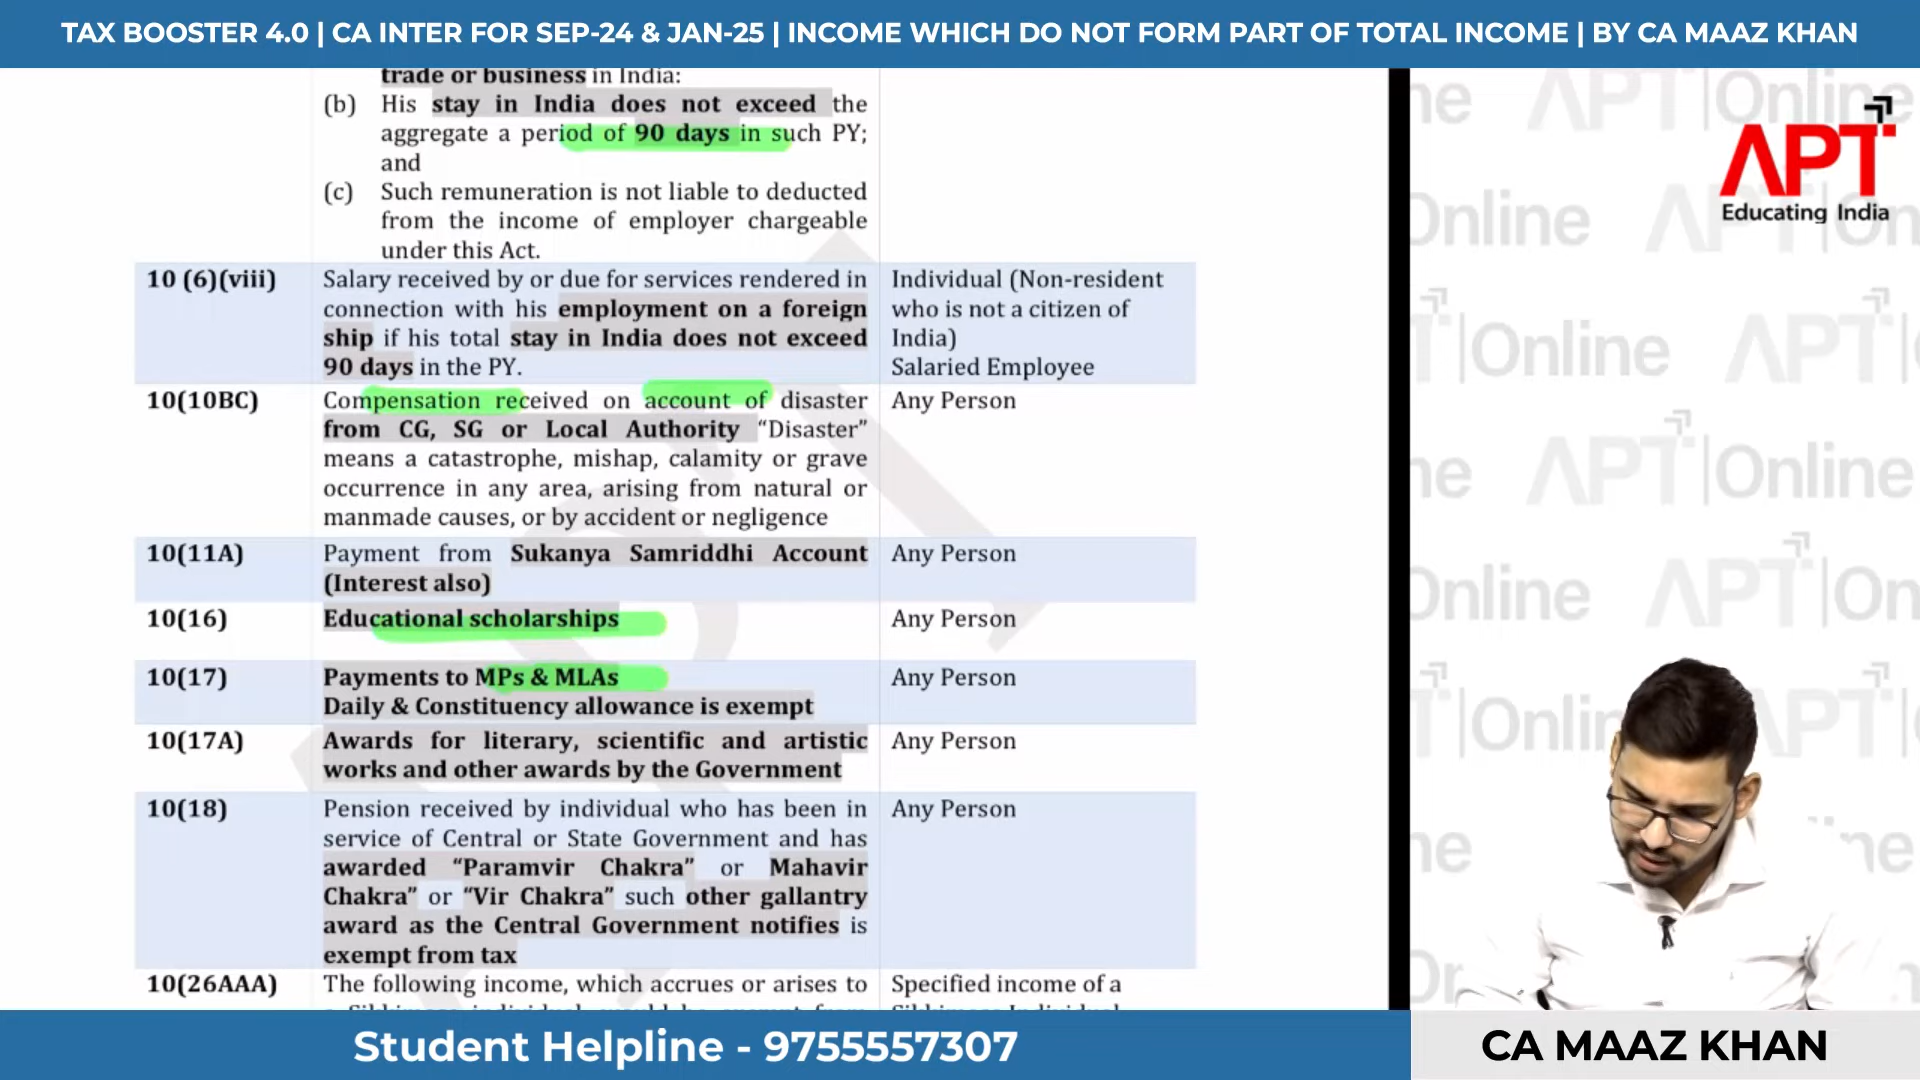 TAX BOOSTER 4.0 | CA INTER FOR SEP-24 & JAN-25 | INCOME WHICH DO NOT FORM PART OF TOTAL INCOME | BY CA MAAZ KHAN
trade or business in India:
(b) His stay in India does not exceed the
aggregate a period of 90 days in such PY;
and
(c) Such remuneration is not liable to deducted
from the income of employer chargeable
under this Act.
10 (6)(viii)
Salary received by or due for services rendered in
connection with his employment on a foreign
ship if his total stay in India does not exceed
90 days in the PY.
Individual (Non-resident
who is not a citizen of
India)
Salaried Employee
10(10BC)
Compensation received on account of disaster
from CG, SG or Local Authority “Disaster”
means a catastrophe, mishap, calamity or grave
occurrence in any area, arising from natural or
manmade causes, or by accident or negligence
Any Person
10(11A)
Payment from Sukanya Samriddhi Account
(Interest also)
Any Person
10(16)
Educational scholarships
Any Person
10(17)
Payments to MPs & MLAs
Daily & Constituency allowance is exempt
Any Person
10(17A)
Awards for literary, scientific and artistic
works and other awards by the Government
Any Person
10(18)
Pension received by individual who has been in
service of Central or State Government and has
awarded “Paramvir Chakra” or Mahavir
Chakra” or “Vir Chakra” such other gallantry
award as the Central Government notifies is
exempt from tax
Any Person
10(26AAA)
The following income, which accrues or arises to
Specified income of a
APT
Educating India
APT|Online
Student Helpline - 9755557307
CA MAAZ KHAN